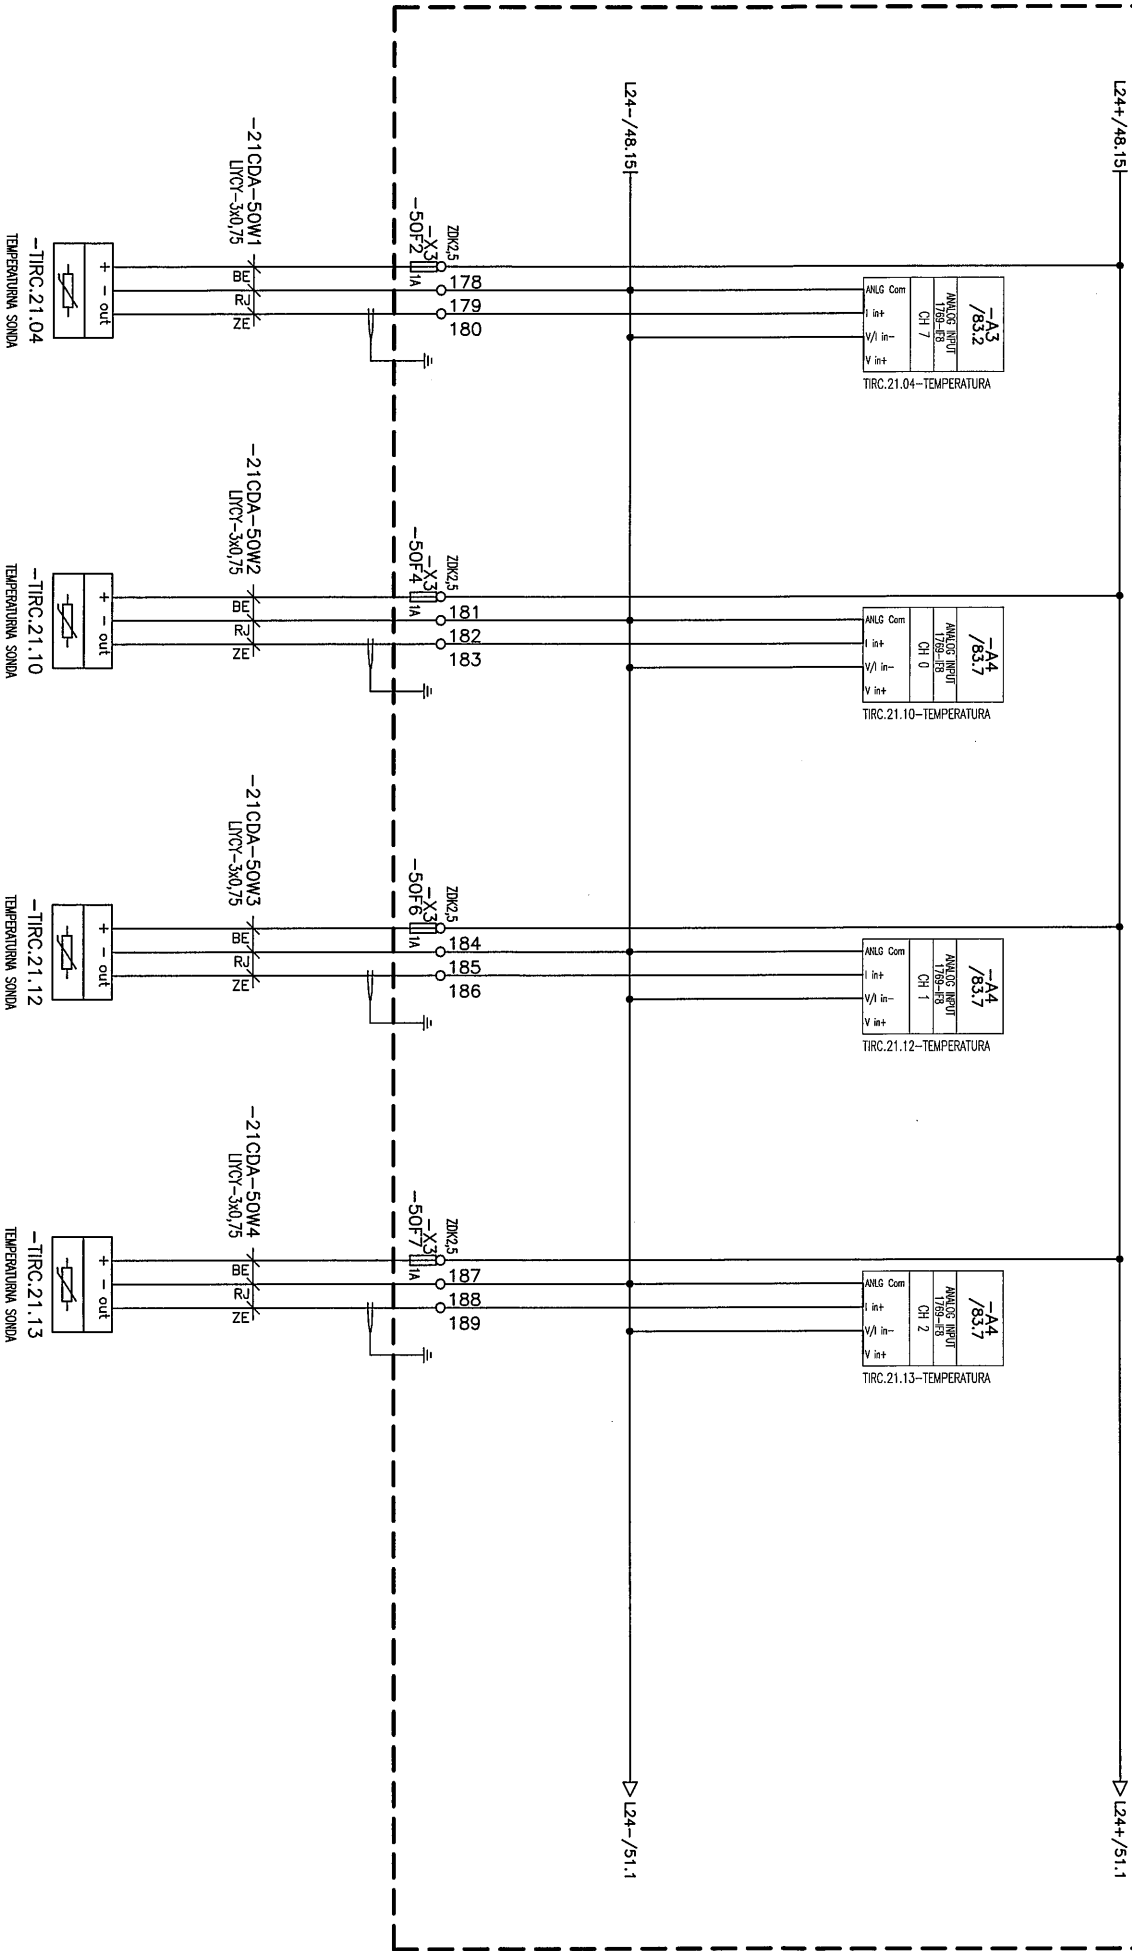 L24+/48.15
L24+/51.1
L24-/48.15
L24-/51.1
-A3
/83.2
ANALOG INPUT
1769-IF8
CH 7
ANLG Com
I in+
V/I in-
V in+
TIRC.21.04-TEMPERATURA
-A4
/83.7
ANALOG INPUT
1769-IF8
CH 0
ANLG Com
I in+
V/I in-
V in+
TIRC.21.10-TEMPERATURA
-A4
/83.7
ANALOG INPUT
1769-IF8
CH 1
ANLG Com
I in+
V/I in-
V in+
TIRC.21.12-TEMPERATURA
-A4
/83.7
ANALOG INPUT
1769-IF8
CH 2
ANLG Com
I in+
V/I in-
V in+
TIRC.21.13-TEMPERATURA
ZDK2,5
-X3
-50F2
1A
178
179
180
ZDK2,5
-X3
-50F4
1A
181
182
183
ZDK2,5
-X3
-50F6
1A
184
185
186
ZDK2,5
-X3
-50F7
1A
187
188
189
-21CDA-50W1
LIYCY-3x0,75
BE
RJ
ZE
-21CDA-50W2
LIYCY-3x0,75
BE
RJ
ZE
-21CDA-50W3
LIYCY-3x0,75
BE
RJ
ZE
-21CDA-50W4
LIYCY-3x0,75
BE
RJ
ZE
+ - out
-TIRC.21.04
TEMPERATURNA SONDA
+ - out
-TIRC.21.10
TEMPERATURNA SONDA
+ - out
-TIRC.21.12
TEMPERATURNA SONDA
+ - out
-TIRC.21.13
TEMPERATURNA SONDA